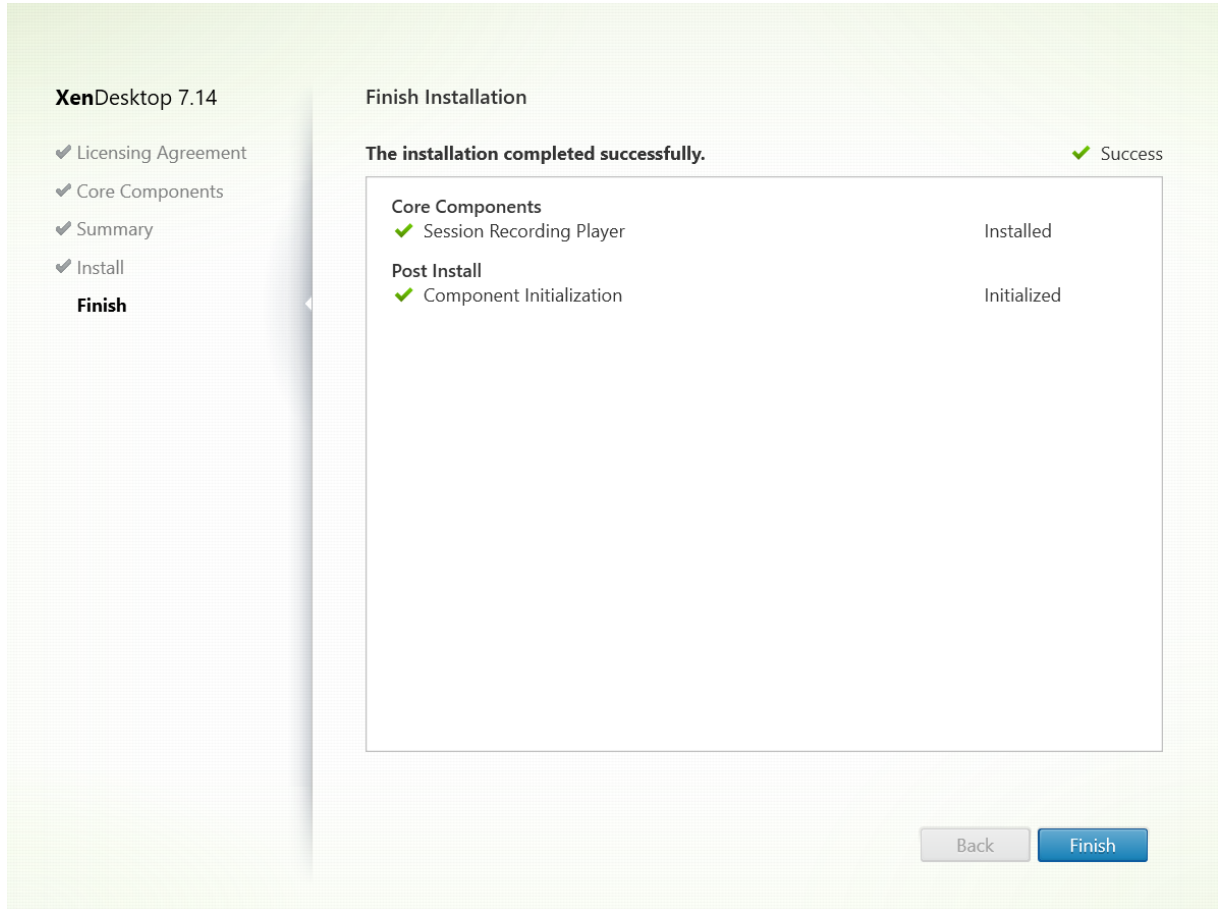 XenDesktop 7.14
Licensing Agreement
Core Components
Summary
Install
Finish
Finish Installation
The installation completed successfully.
Success
Core Components
Session Recording Player
Installed
Post Install
Component Initialization
Initialized
Back
Finish